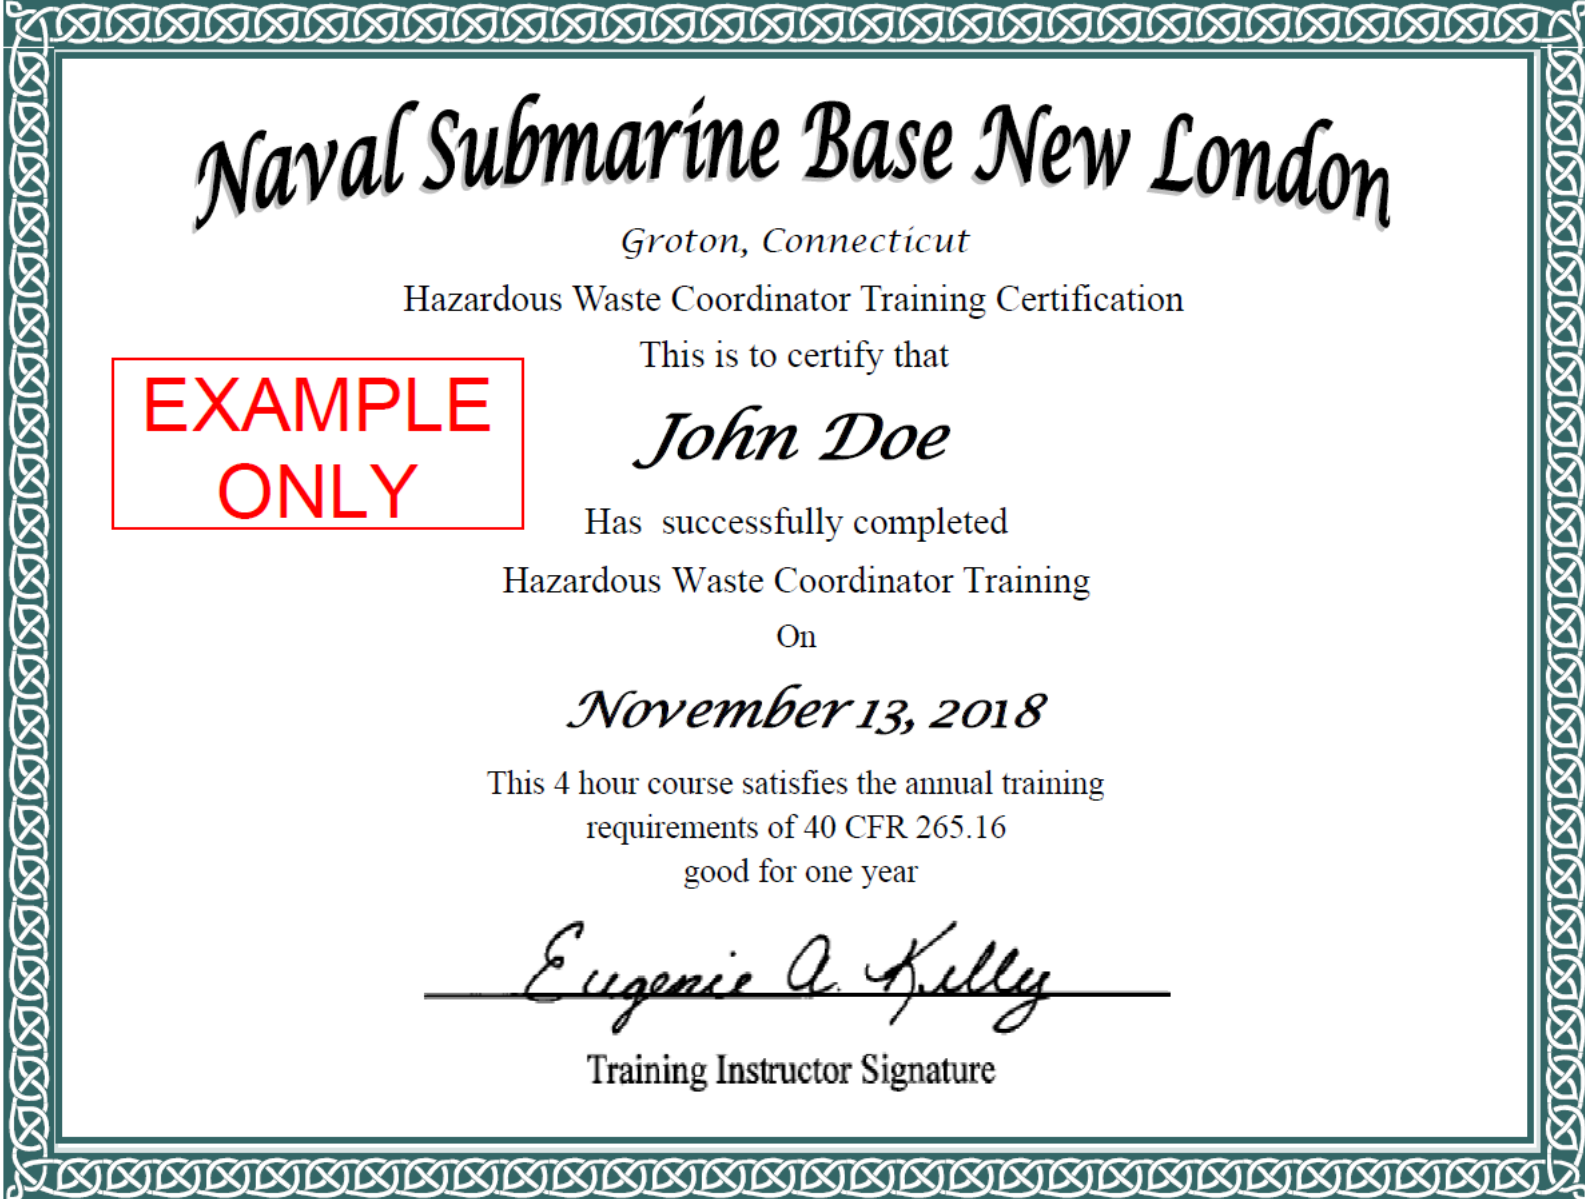 Naval Submarine Base New London
Groton, Connecticut
Hazardous Waste Coordinator Training Certification
This is to certify that
EXAMPLE
ONLY
John Doe
Has successfully completed
Hazardous Waste Coordinator Training
On
November 13, 2018
This 4 hour course satisfies the annual training
requirements of 40 CFR 265.16
good for one year
Eugenie A. Kelly
Training Instructor Signature